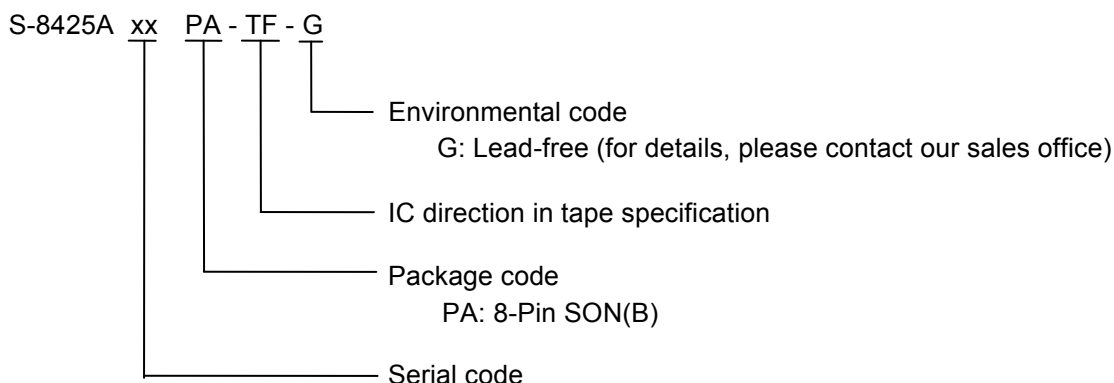 S-8425A xx PA - TF - G
Environmental code
G: Lead-free (for details, please contact our sales office)
IC direction in tape specification
Package code
PA: 8-Pin SON(B)
Serial code